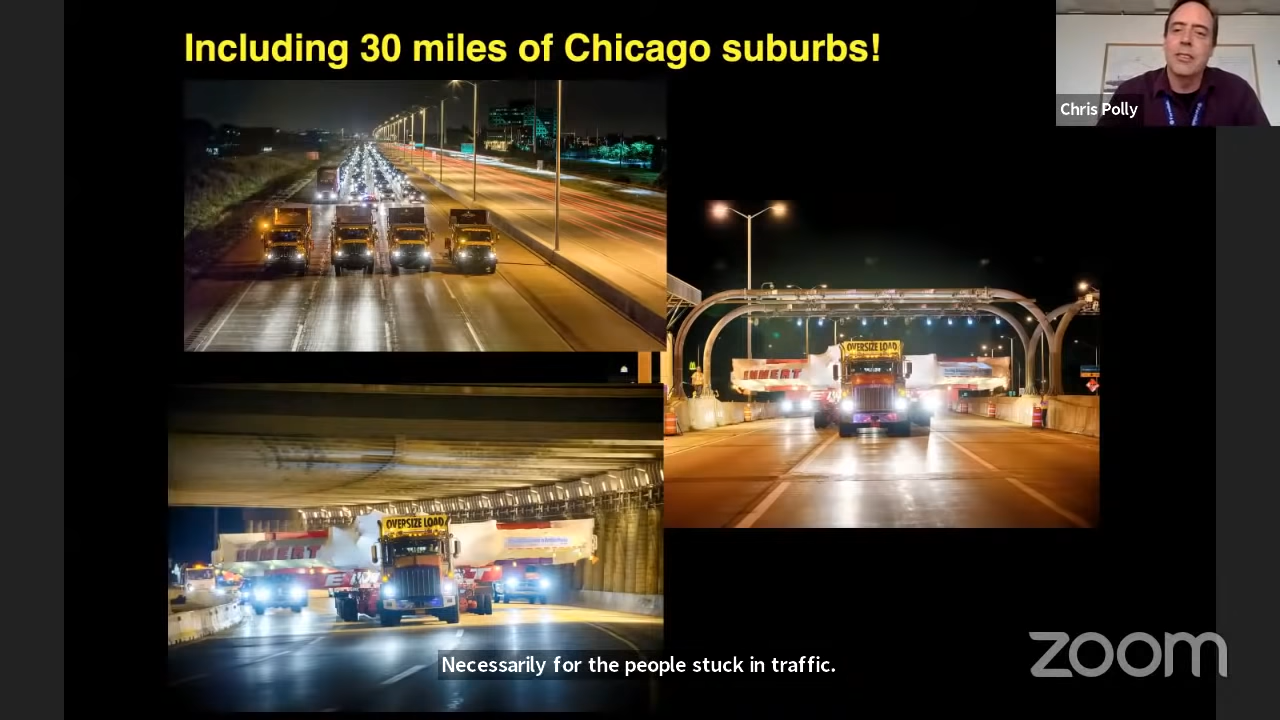 Including 30 miles of Chicago suburbs!
Chris Polly
OVERSIZE LOAD
EMMERT
OVERSIZE LOAD
Necessarily for the people stuck in traffic.
zoom